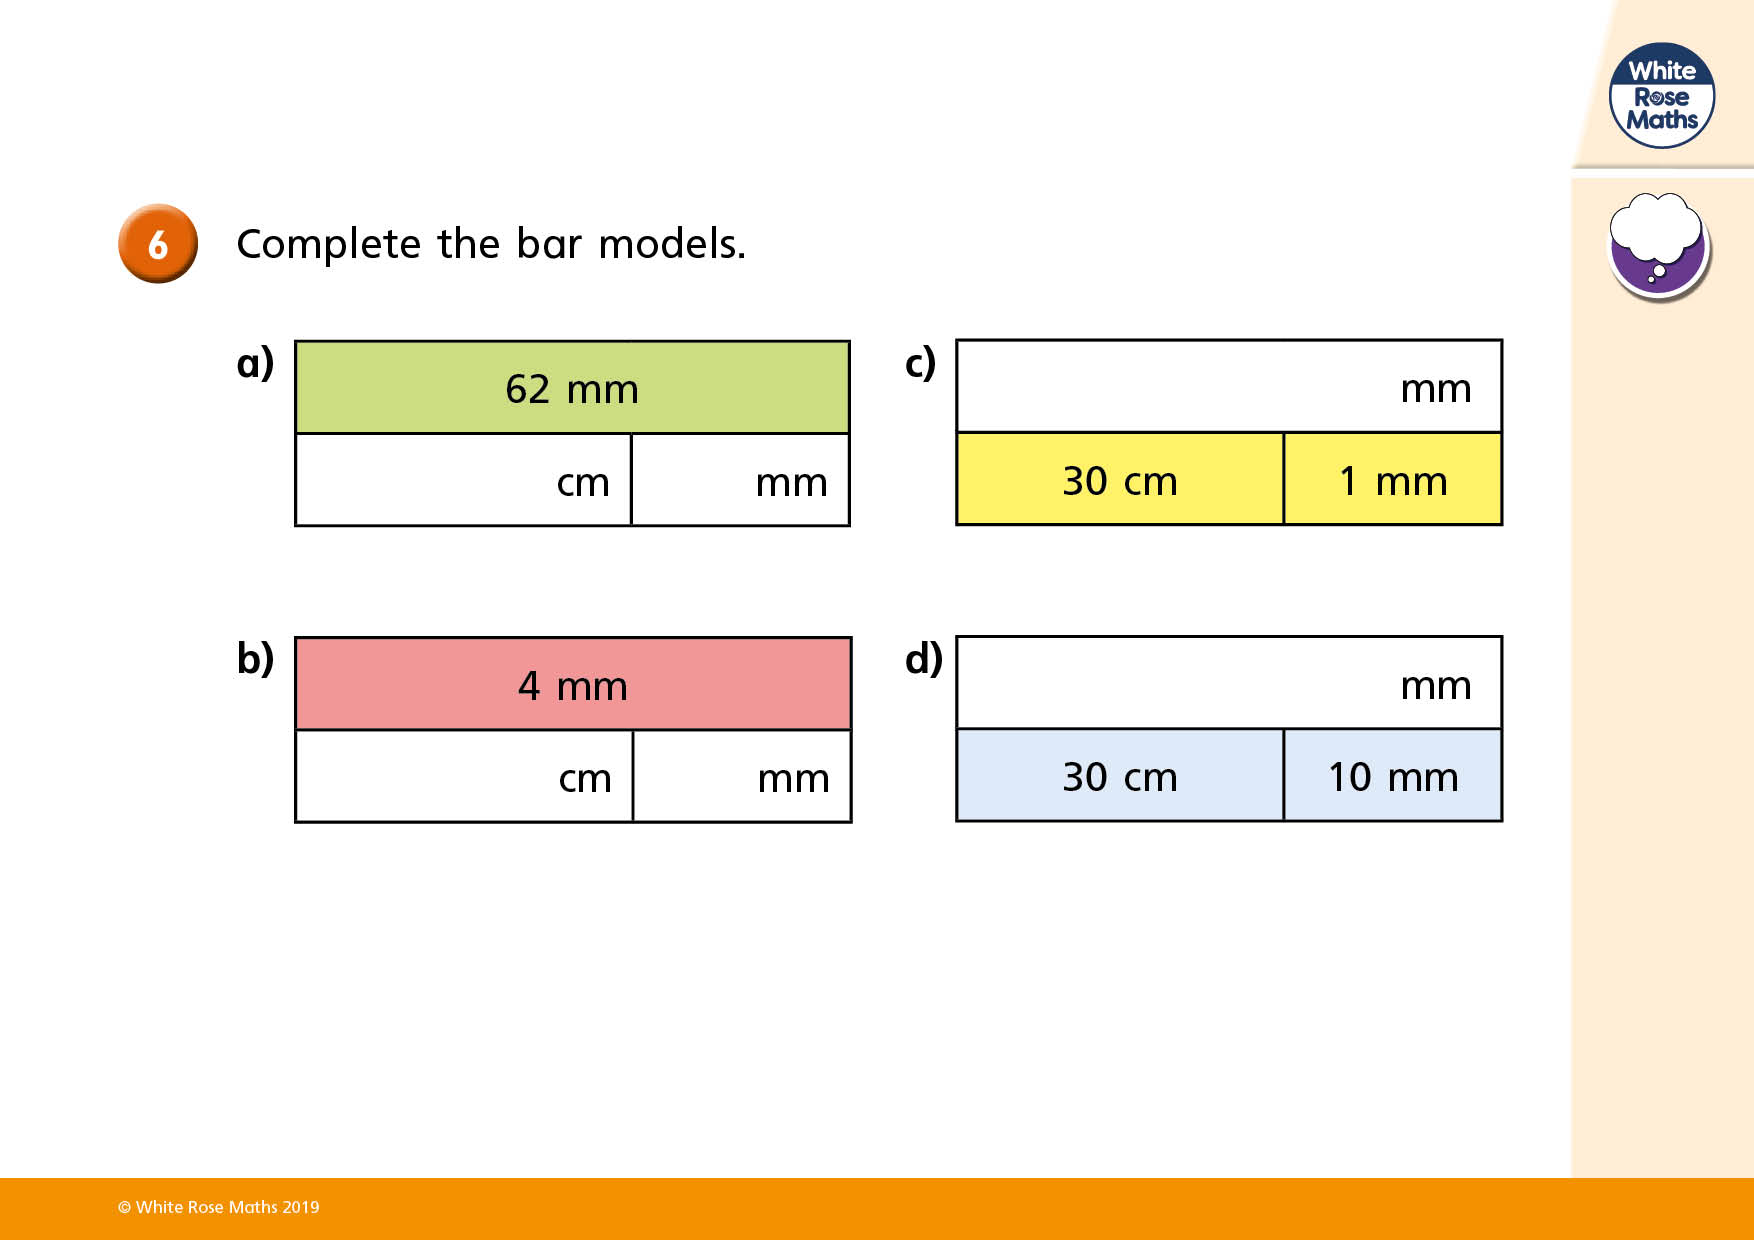 White
Rose
Maths
6 Complete the bar models.
a) 62 mm
cm mm
b) 4 mm
cm mm
c) mm
30 cm 1 mm
d) mm
30 cm 10 mm
© White Rose Maths 2019